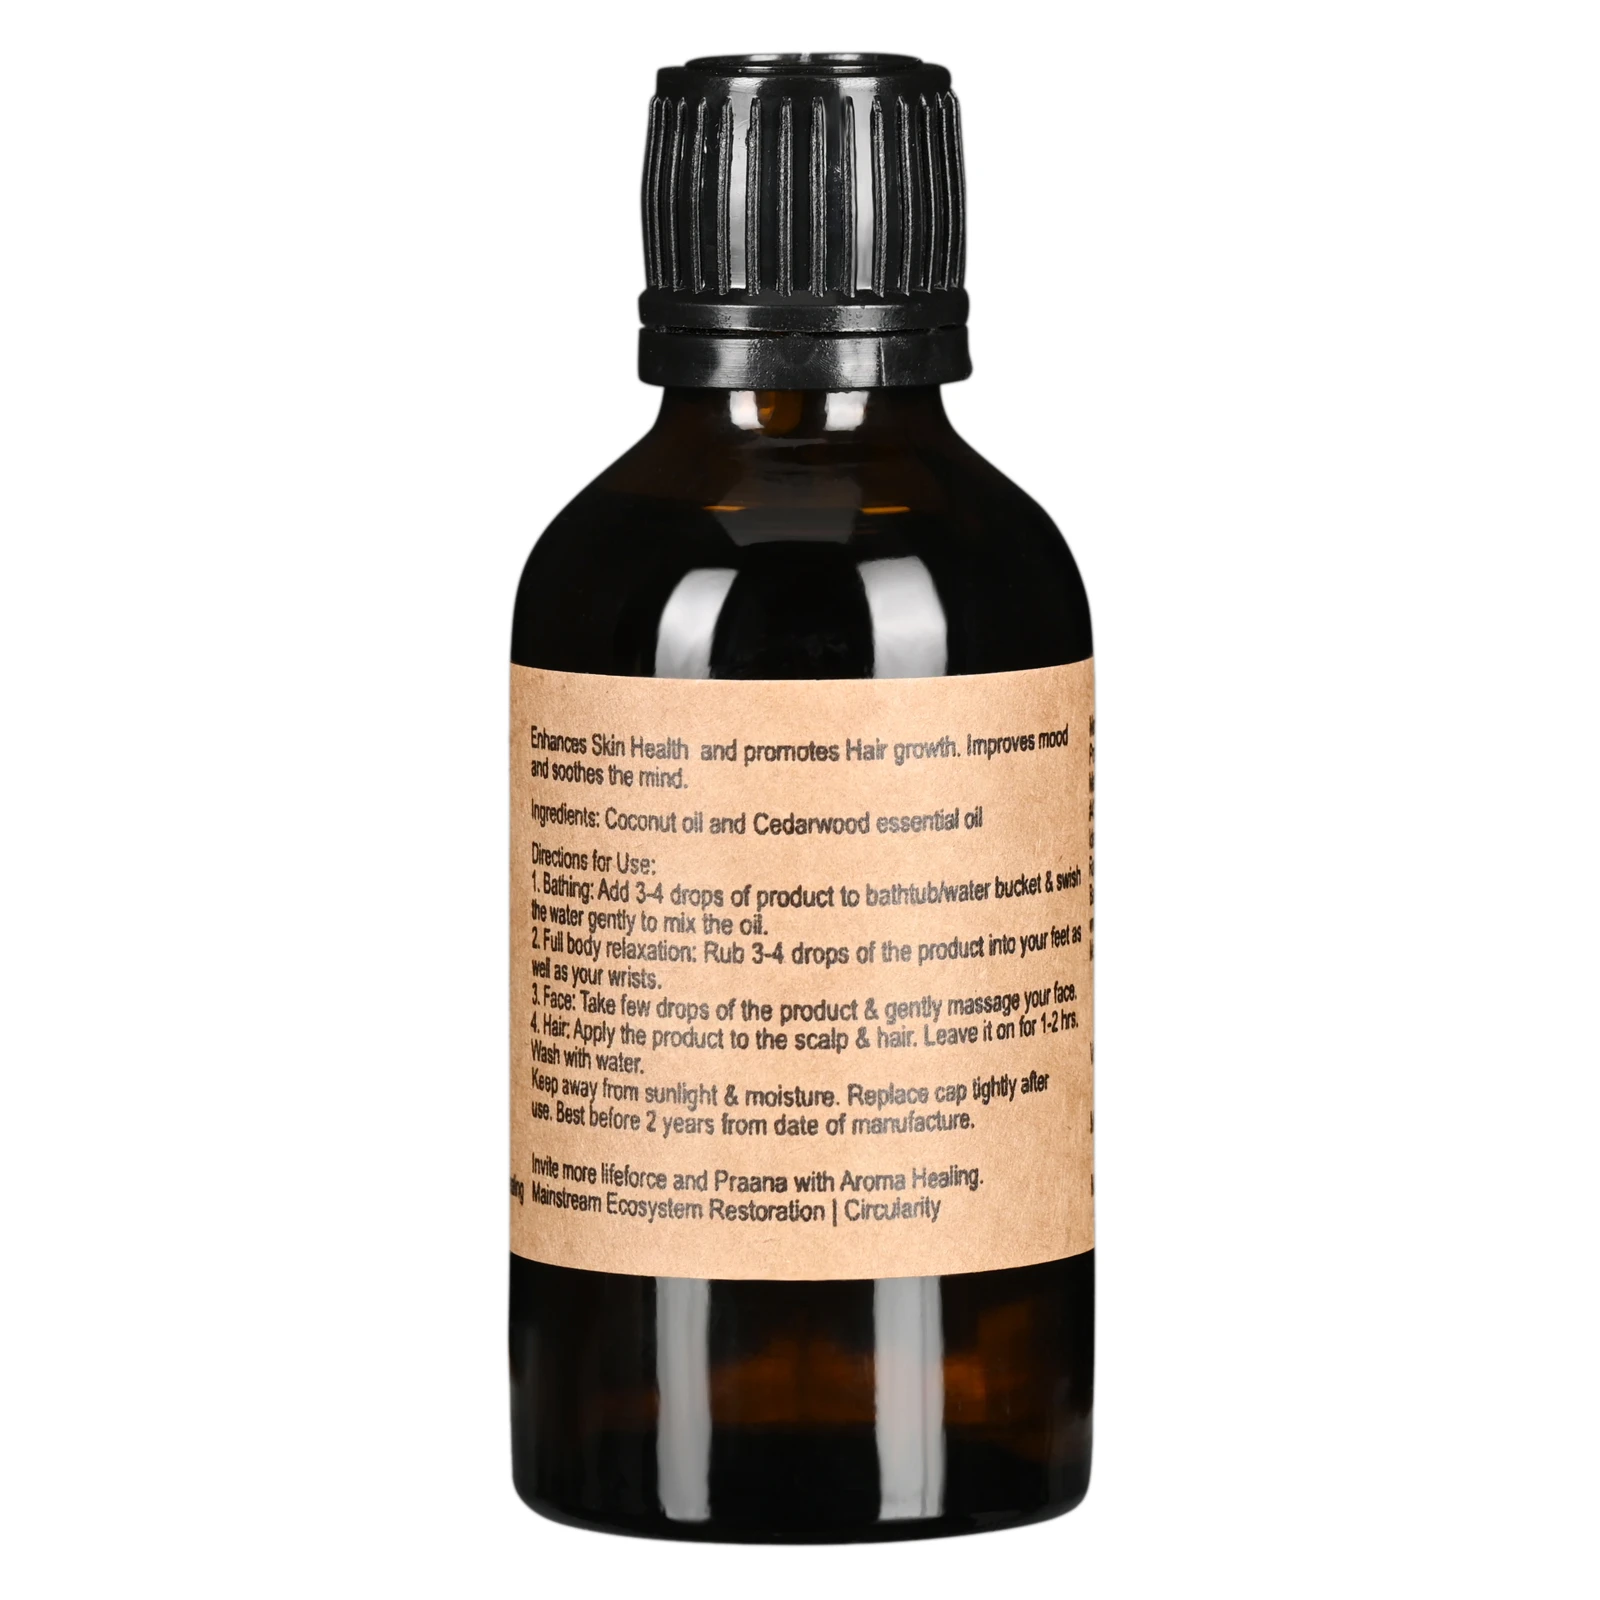 Enhances Skin Health and promotes Hair growth. Improves mood
and soothes the mind.
Ingredients: Coconut oil and Cedarwood essential oil
Directions for Use:
1. Bathing: Add 3-4 drops of product to bathtub/water bucket & swish
the water gently to mix the oil.
2. Full body relaxation: Rub 3-4 drops of the product into your feet as
well as your wrists.
3. Face: Take few drops of the product & gently massage your face.
4. Hair: Apply the product to the scalp & hair. Leave it on for 1-2 hrs.
Wash with water.
Keep away from sunlight & moisture. Replace cap tightly after
use. Best before 2 years from date of manufacture.
Invite more lifeforce and Praana with Aroma Healing.
Mainstream Ecosystem Restoration | Circularity